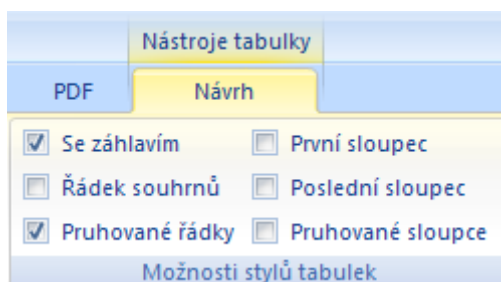 Nástroje tabulky
PDF Návrh
Se záhlavím První sloupec
Řádek souhrnů Poslední sloupec
Pruhované řádky Pruhované sloupce
Možnosti stylů tabulek